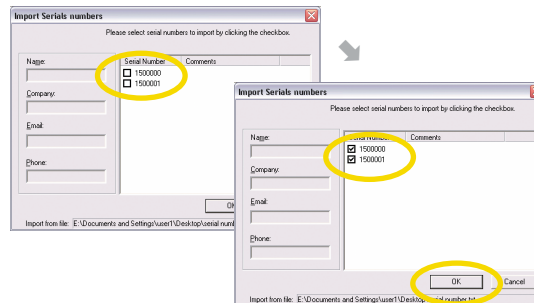 Import Serials numbers
Please select serial numbers to import by clicking the checkbox.
Name:
Company:
Email:
Phone:
Serial Number Comments
1500000
1500001
Import from file: E:\Documents and Settings\user1\Desktop\serial
Import Serials numbers
Please select serial numbers to import by clicking the checkbox.
Name:
Company:
Email:
Phone:
Serial Number Comments
1500000
1500001
OK Cancel
Import from file: E:\Documents and Settings\user1\Desktop\serial number.txt